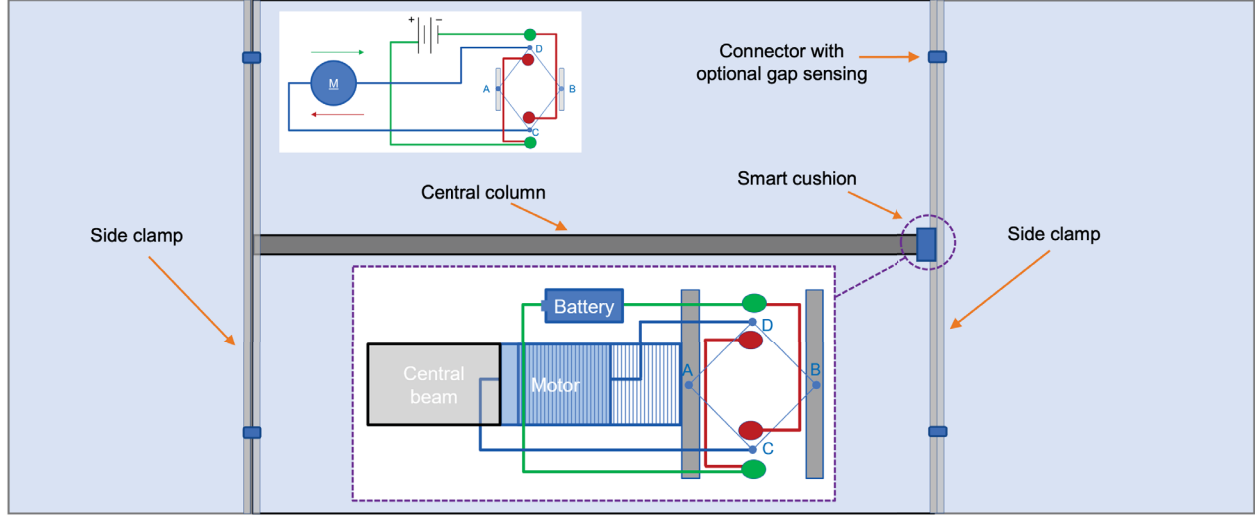 + −
D
M
A
B
C
Connector with
optional gap sensing
Smart cushion
Central column
Side clamp
Side clamp
Battery
D
Central
beam
Motor
A
B
C